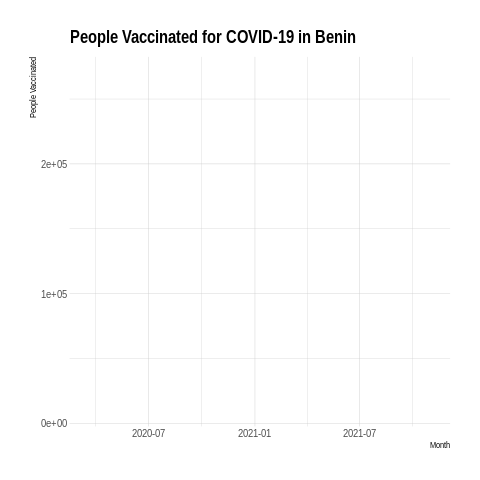 People Vaccinated for COVID-19 in Benin
People Vaccinated
2e+05
1e+05
0e+00
2020-07 2021-01 2021-07
Month